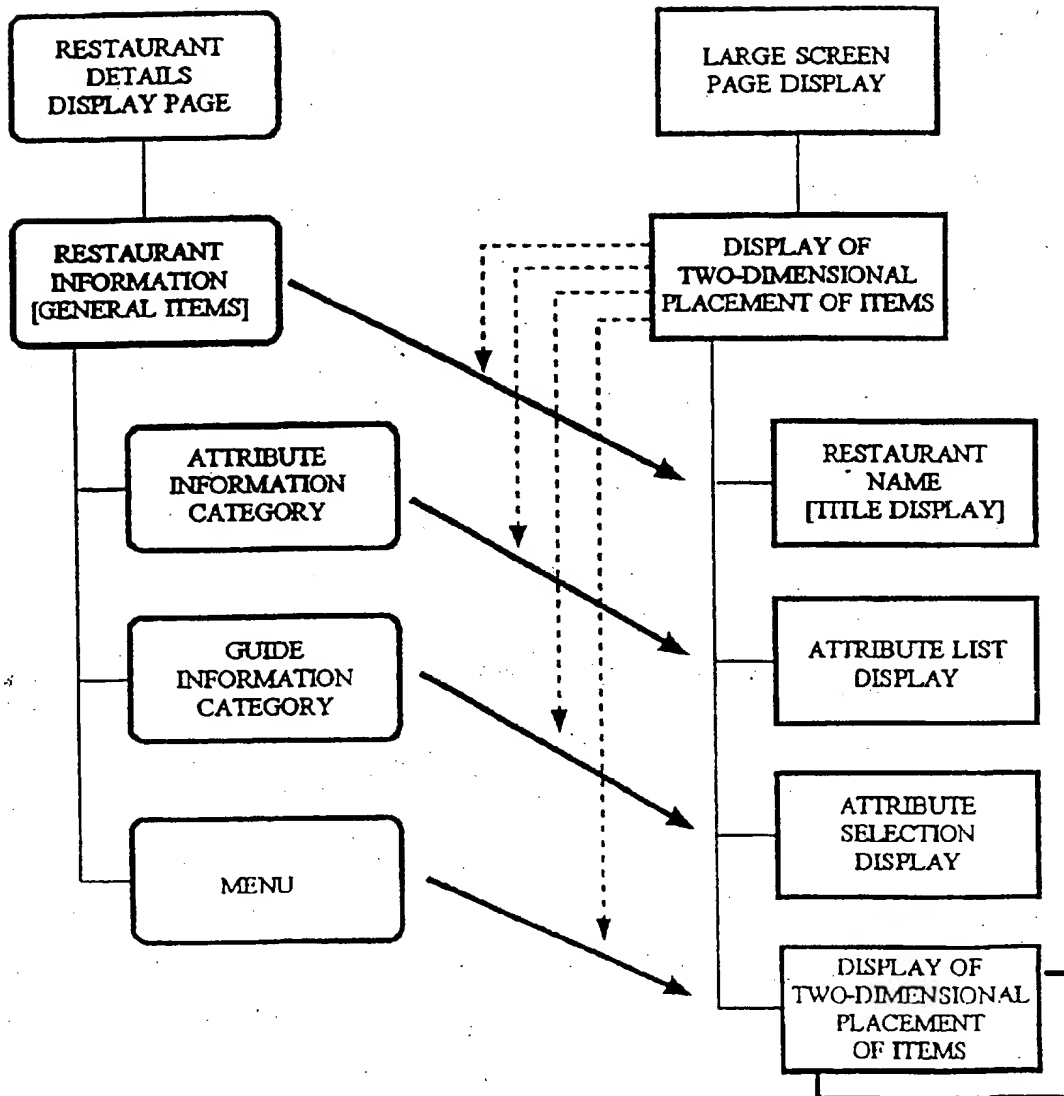 RESTAURANT
DETAILS
DISPLAY PAGE
LARGE SCREEN
PAGE DISPLAY
RESTAURANT
INFORMATION
[GENERAL ITEMS]
DISPLAY OF
TWO-DIMENSIONAL
PLACEMENT OF ITEMS
ATTRIBUTE
INFORMATION
CATEGORY
RESTAURANT
NAME
[TITLE DISPLAY]
GUIDE
INFORMATION
CATEGORY
ATTRIBUTE LIST
DISPLAY
MENU
ATTRIBUTE
SELECTION
DISPLAY
DISPLAY OF
TWO-DIMENSIONAL
PLACEMENT
OF ITEMS